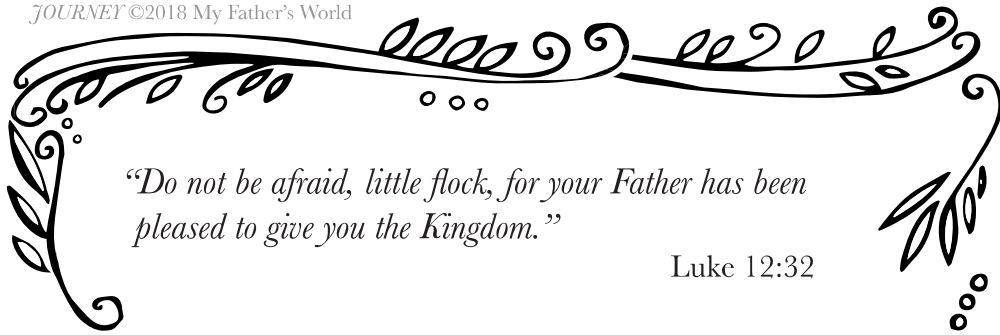 JOURNEY ©2018 My Father’s World
“Do not be afraid, little flock, for your Father has been
pleased to give you the Kingdom.”
Luke 12:32